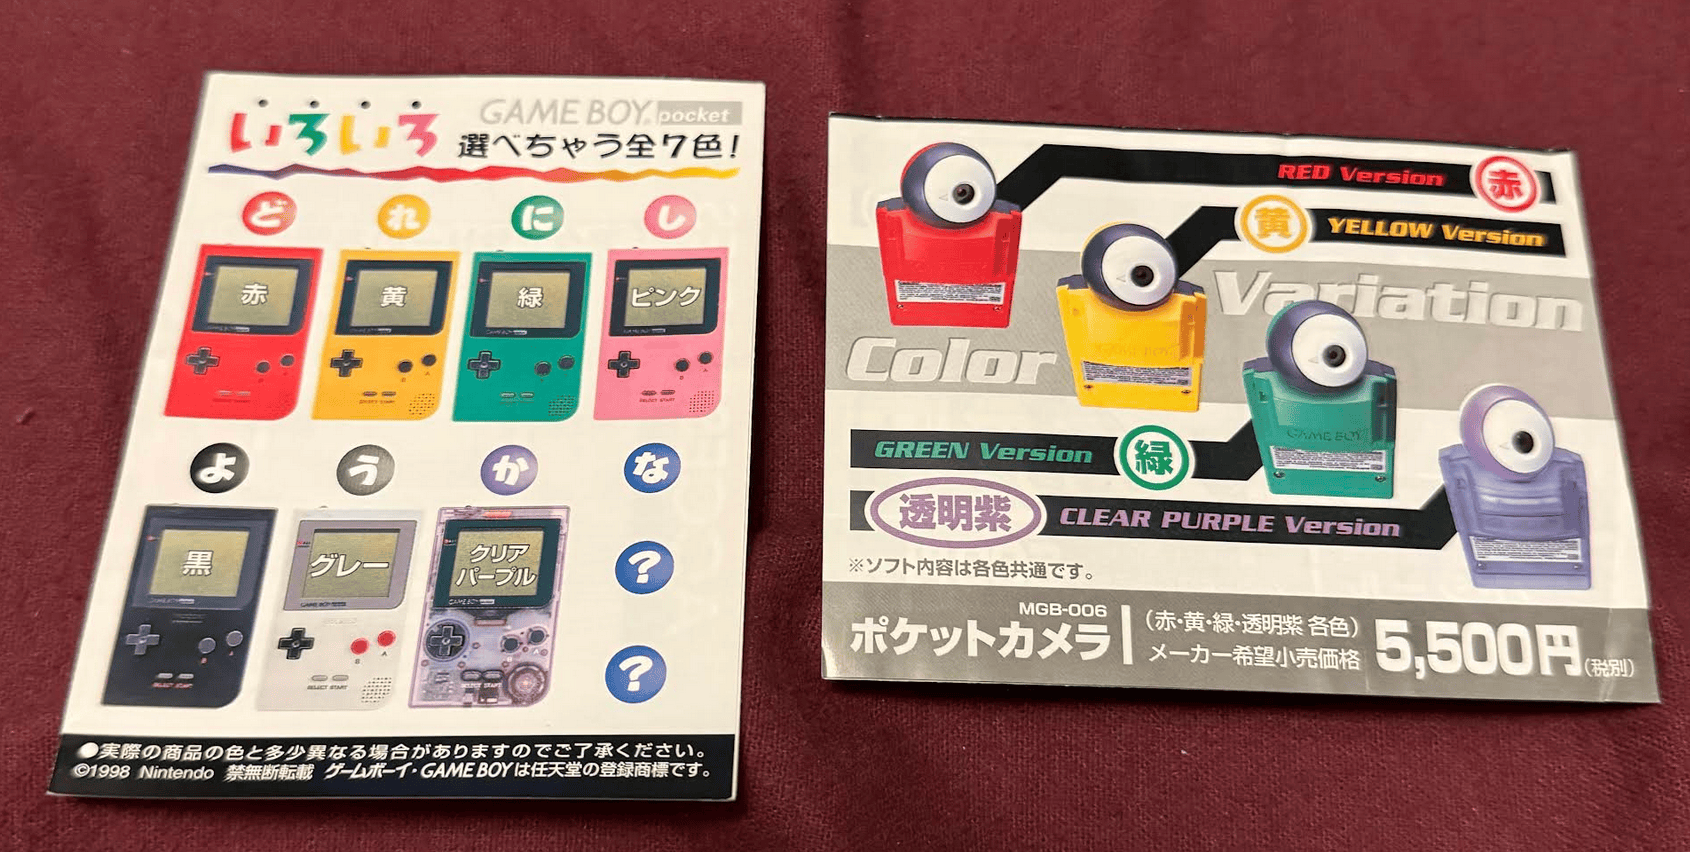 いろいろ
GAME BOY pocket
選べちゃう全7色!
ど れ に し
赤 黄 緑 ピンク
よ う か な
黒 グレー クリアパープル
?
?
●実際の商品の色と多少異なる場合がありますのでご了承ください。
©1998 Nintendo 禁無断転載 ゲームボーイ・GAME BOYは任天堂の登録商標です。
RED Version 赤
黄 YELLOW Version
Color Variation
GREEN Version 緑
透明紫 CLEAR PURPLE Version
※ソフト内容は各色共通です。
MGB-006
ポケットカメラ
(赤・黄・緑・透明紫 各色)
メーカー希望小売価格
5,500円(税別)